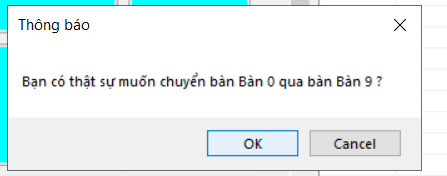 Thông báo
Bạn có thật sự muốn chuyển bàn Bàn 0 qua bàn Bàn 9 ?
OK
Cancel